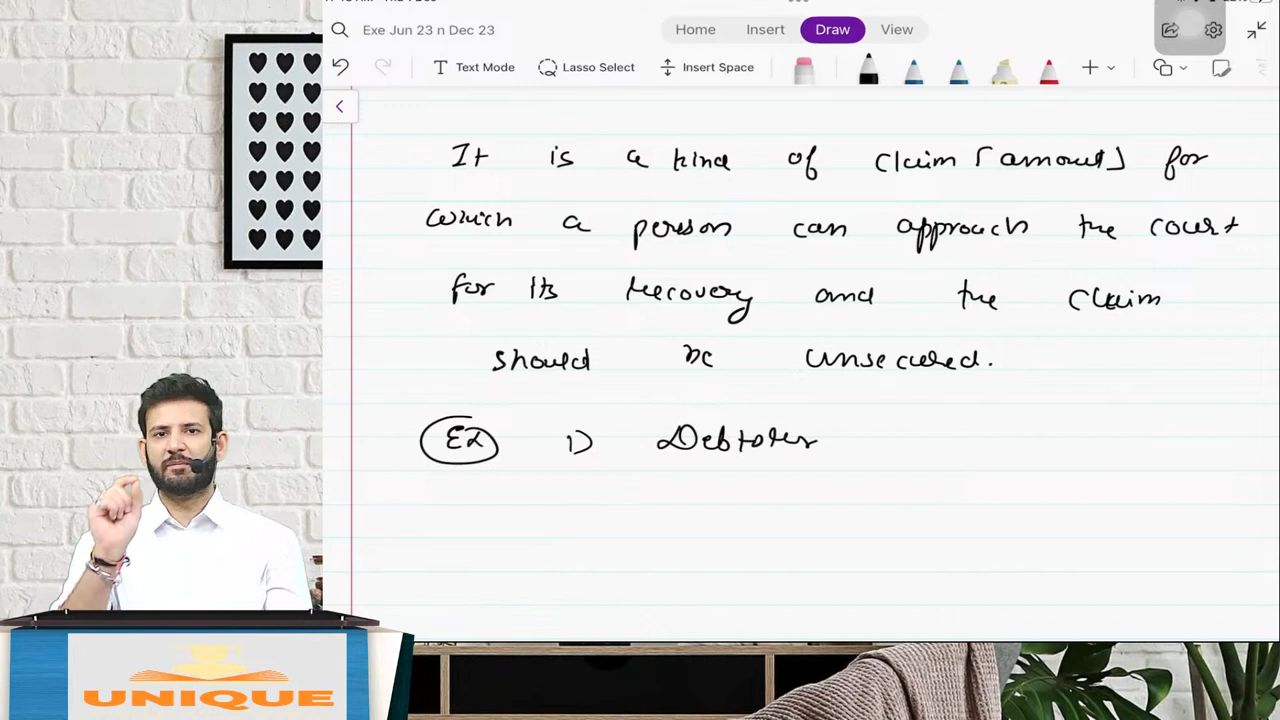 Exe Jun 23 n Dec 23
Home Insert Draw View
Text Mode Lasso Select Insert Space
It is a kind of claim [amount] for
which a person can approach the court
for its recovery and the claim
should be unsecured.
Ex 1) Debtors
UNIQUE